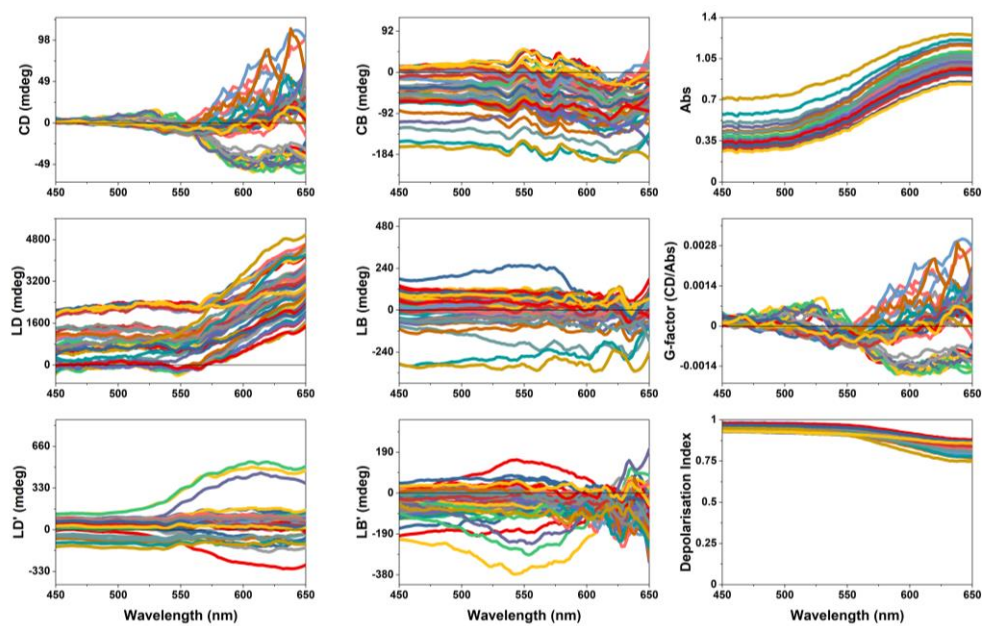 CD (mdeg)
98
49
0
-49
450 500 550 600 650
CB (mdeg)
92
0
-92
-184
450 500 550 600 650
Abs
1.4
1.05
0.7
0.35
0
450 500 550 600 650
LD (mdeg)
4800
3200
1600
0
450 500 550 600 650
LB (mdeg)
480
240
0
-240
450 500 550 600 650
G-factor (CD/Abs)
0.0028
0.0014
0
-0.0014
450 500 550 600 650
LD' (mdeg)
660
330
0
-330
450 500 550 600 650
Wavelength (nm)
LB' (mdeg)
190
0
-190
-380
450 500 550 600 650
Wavelength (nm)
Depolarisation Index
1
0.75
0.5
0.25
0
450 500 550 600 650
Wavelength (nm)